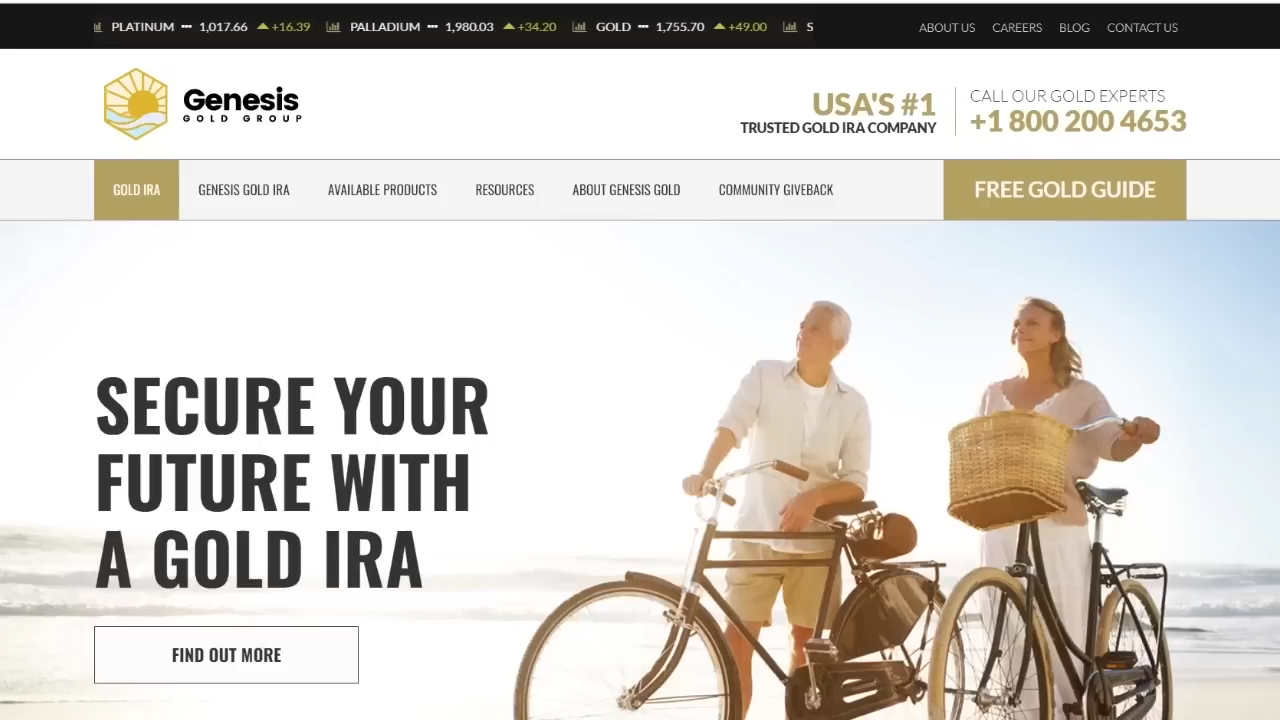 PLATINUM ••• 1,017.66 +16.39 PALLADIUM ••• 1,980.03 +34.20 GOLD ••• 1,755.70 +49.00 S
ABOUT US CAREERS BLOG CONTACT US
Genesis
GOLD GROUP
USA'S #1
TRUSTED GOLD IRA COMPANY
CALL OUR GOLD EXPERTS
+1 800 200 4653
GOLD IRA GENESIS GOLD IRA AVAILABLE PRODUCTS RESOURCES ABOUT GENESIS GOLD COMMUNITY GIVEBACK FREE GOLD GUIDE
SECURE YOUR
FUTURE WITH
A GOLD IRA
FIND OUT MORE